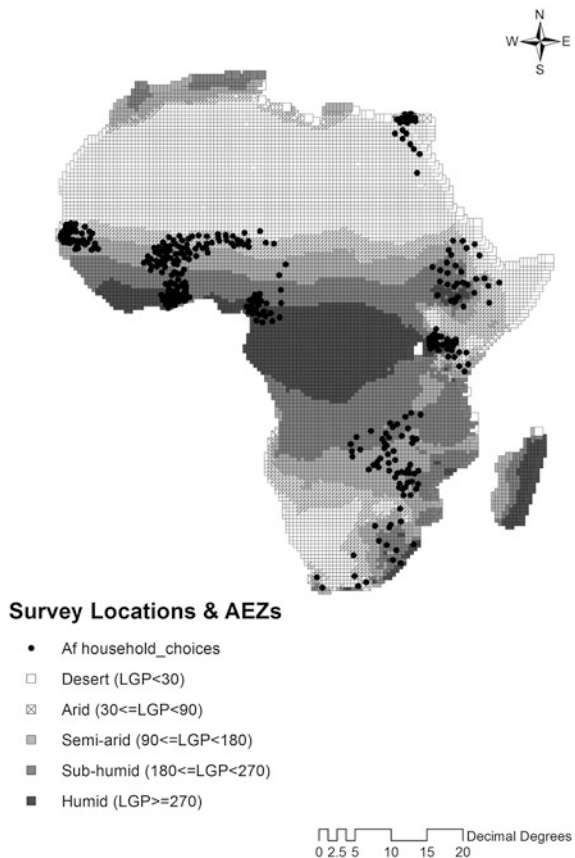 N
W E
S
Survey Locations & AEZs
Af household_choices
Desert (LGP<30)
Arid (30<=LGP<90)
Semi-arid (90<=LGP<180)
Sub-humid (180<=LGP<270)
Humid (LGP>=270)
Decimal Degrees
0 2.5 5 10 15 20